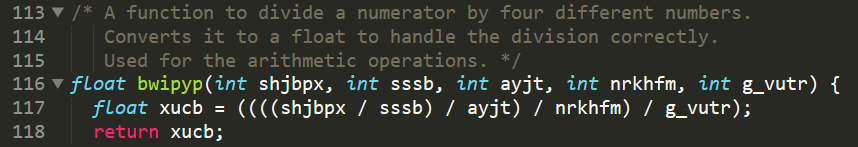 113 ▼ /* A function to divide a numerator by four different numbers.
114 Converts it to a float to handle the division correctly.
115 Used for the arithmetic operations. */
116 ▼ float bwipyp(int shjbpx, int sssb, int ayjt, int nrkhfm, int g_vutr) {
117 float xucb = ((((shjbpx / sssb) / ayjt) / nrkhfm) / g_vutr);
118 return xucb;